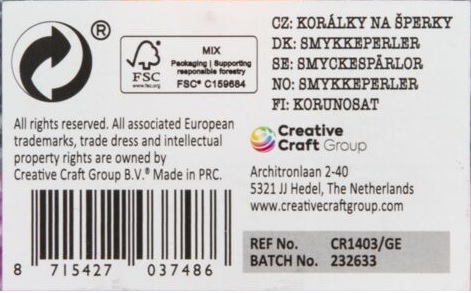 ®
FSC
www.fsc.org
MIX
Packaging | Supporting
responsible forestry
FSC® C159684
CZ: KORÁLKY NA ŠPERKY
DK: SMYKKEPERLER
SE: SMYCKESPÄRLOR
NO: SMYKKEPERLER
FI: KORUNOSAT
All rights reserved. All associated European
trademarks, trade dress and intellectual
property rights are owned by
Creative Craft Group B.V.® Made in PRC.
Creative
Craft Group
Architronlaan 2-40
5321 JJ Hedel, The Netherlands
www.creativecraftgroup.com
REF No. CR1403/GE
BATCH No. 232633
8 715427 037486